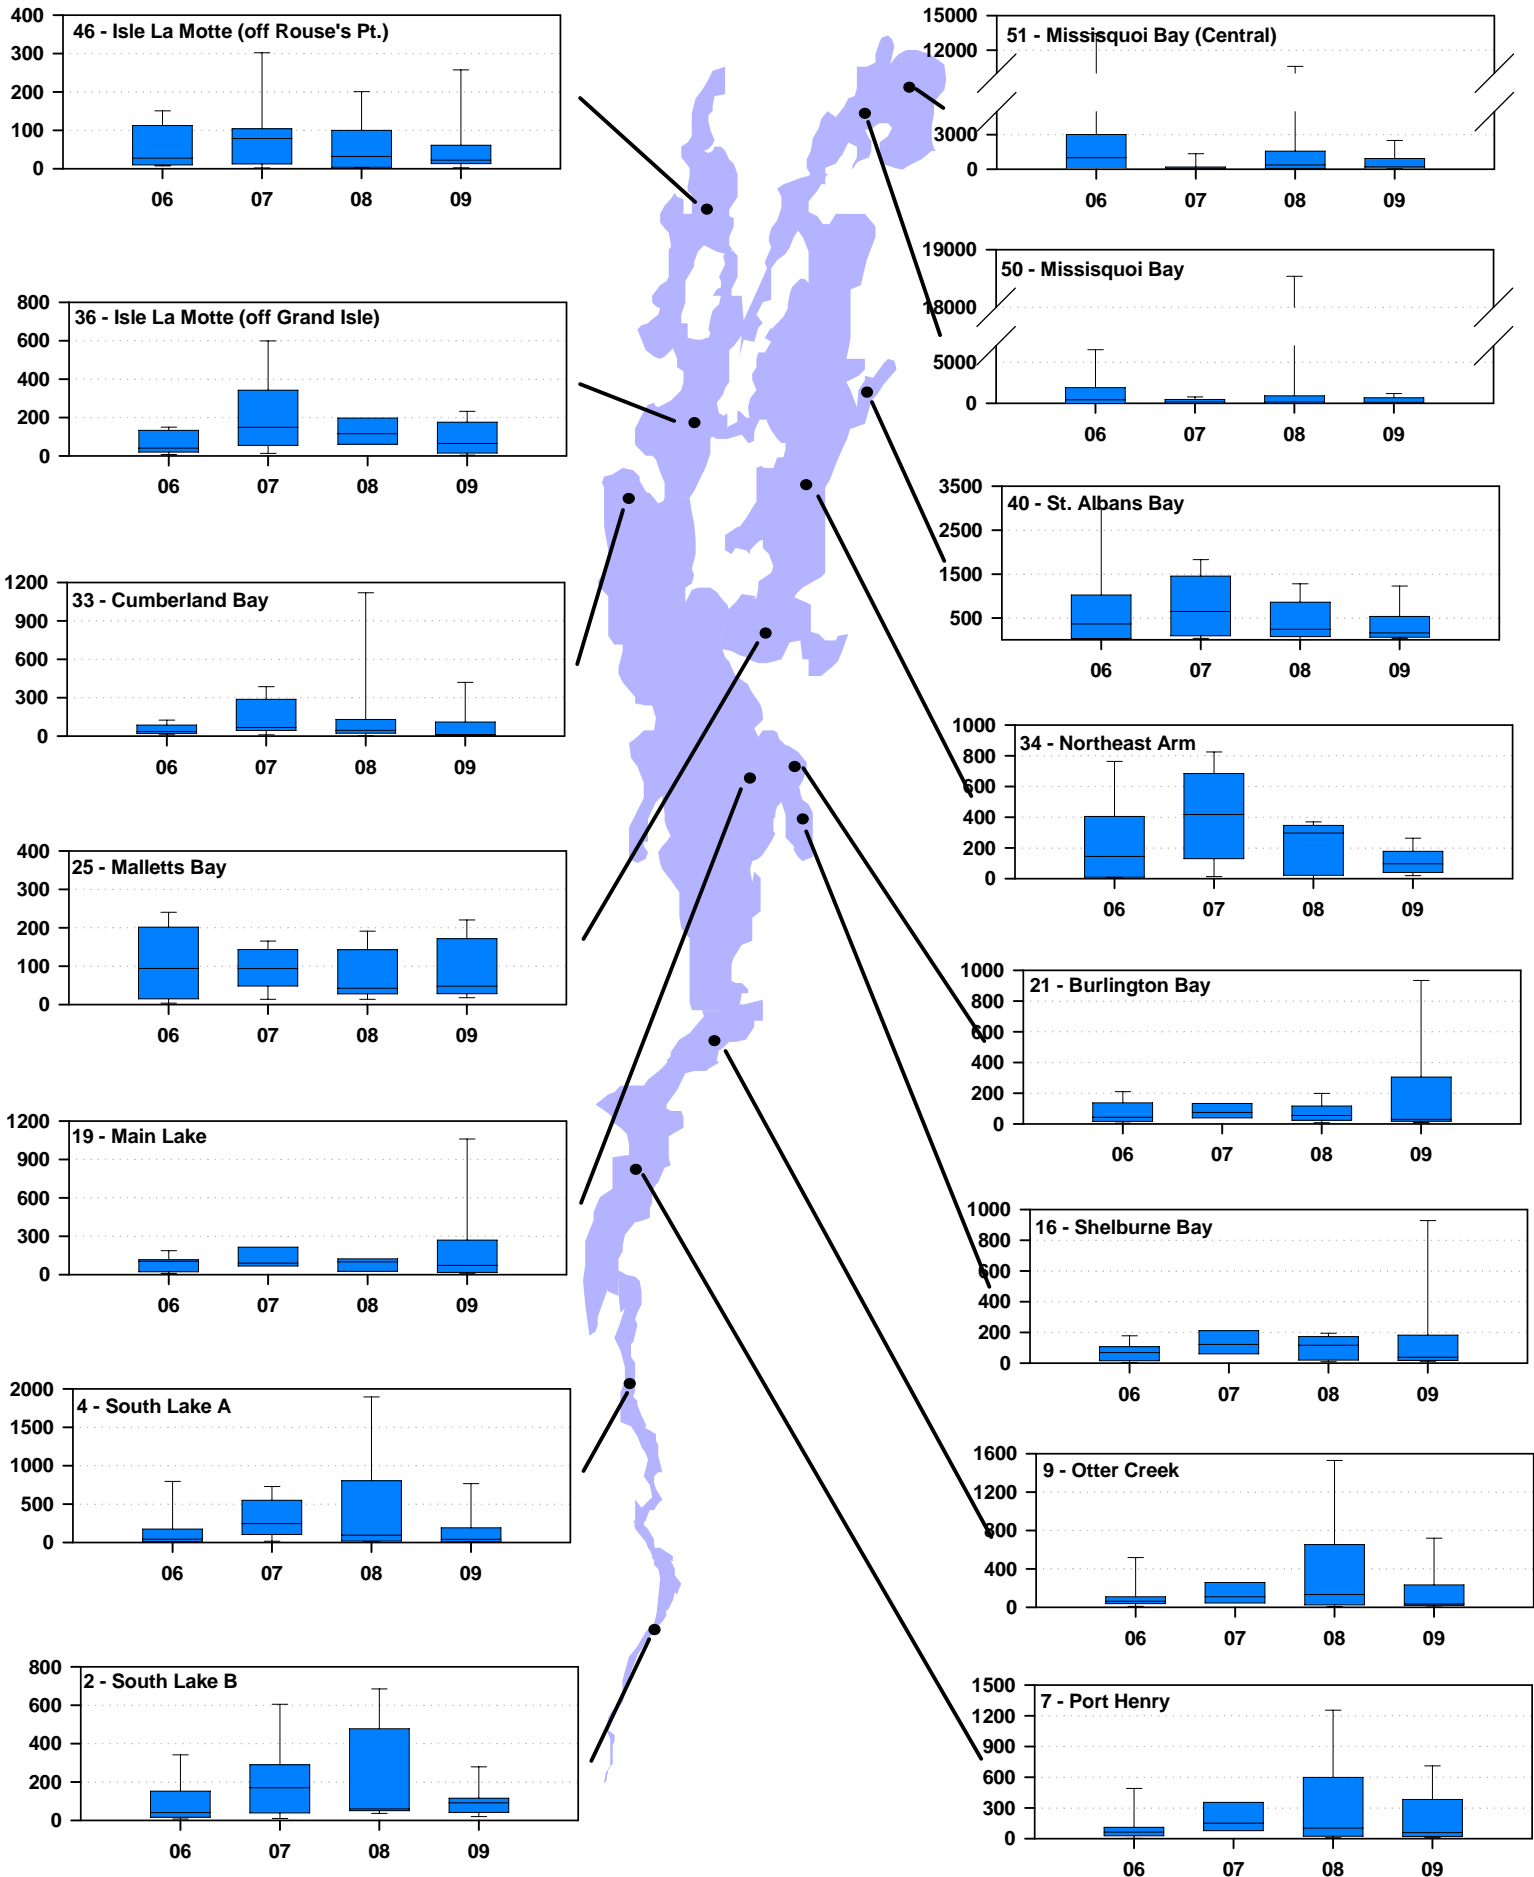 400
46 - Isle La Motte (off Rouse's Pt.)
300
200
100
0
06 07 08 09
800
36 - Isle La Motte (off Grand Isle)
600
400
200
0
06 07 08 09
1200
33 - Cumberland Bay
900
600
300
0
06 07 08 09
400
25 - Malletts Bay
300
200
100
0
06 07 08 09
1200
19 - Main Lake
900
600
300
0
06 07 08 09
2000
4 - South Lake A
1500
1000
500
0
06 07 08 09
800
2 - South Lake B
600
400
200
0
06 07 08 09
15000
51 - Missisquoi Bay (Central)
12000
3000
0
06 07 08 09
19000
50 - Missisquoi Bay
18000
5000
0
06 07 08 09
3500
40 - St. Albans Bay
2500
1500
500
06 07 08 09
1000
34 - Northeast Arm
800
600
400
200
0
06 07 08 09
1000
21 - Burlington Bay
800
600
400
200
0
06 07 08 09
1000
16 - Shelburne Bay
800
600
400
200
0
06 07 08 09
1600
9 - Otter Creek
1200
800
400
0
06 07 08 09
1500
7 - Port Henry
1200
900
600
300
0
06 07 08 09